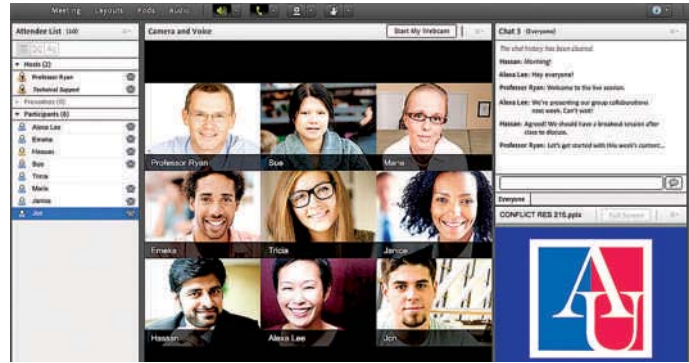 Meeting Layouts Pods Audio
Attendee List (10)
Hosts (2)
Professor Ryan
Technical Support
Presenters (0)
Participants (8)
Alexa Lee
Emeka
Hassan
Sue
Tricia
Marie
Janice
Jon
Camera and Voice
Start My Webcam
Professor Ryan
Sue
Marie
Emeka
Tricia
Janice
Hassan
Alexa Lee
Jon
Chat 3 (Everyone)
The chat history has been cleared.
Hassan: Morning!
Alexa Lee: Hey everyone!
Professor Ryan: Welcome to the live session.
Alexa Lee: We're presenting our group collaborations
next week. Can't wait!
Hassan: Agreed! We should have a breakout session after
class to discuss.
Professor Ryan: Let's get started with this week's content...
Everyone
CONFLICT RES 215.pptx
Full Screen
AU